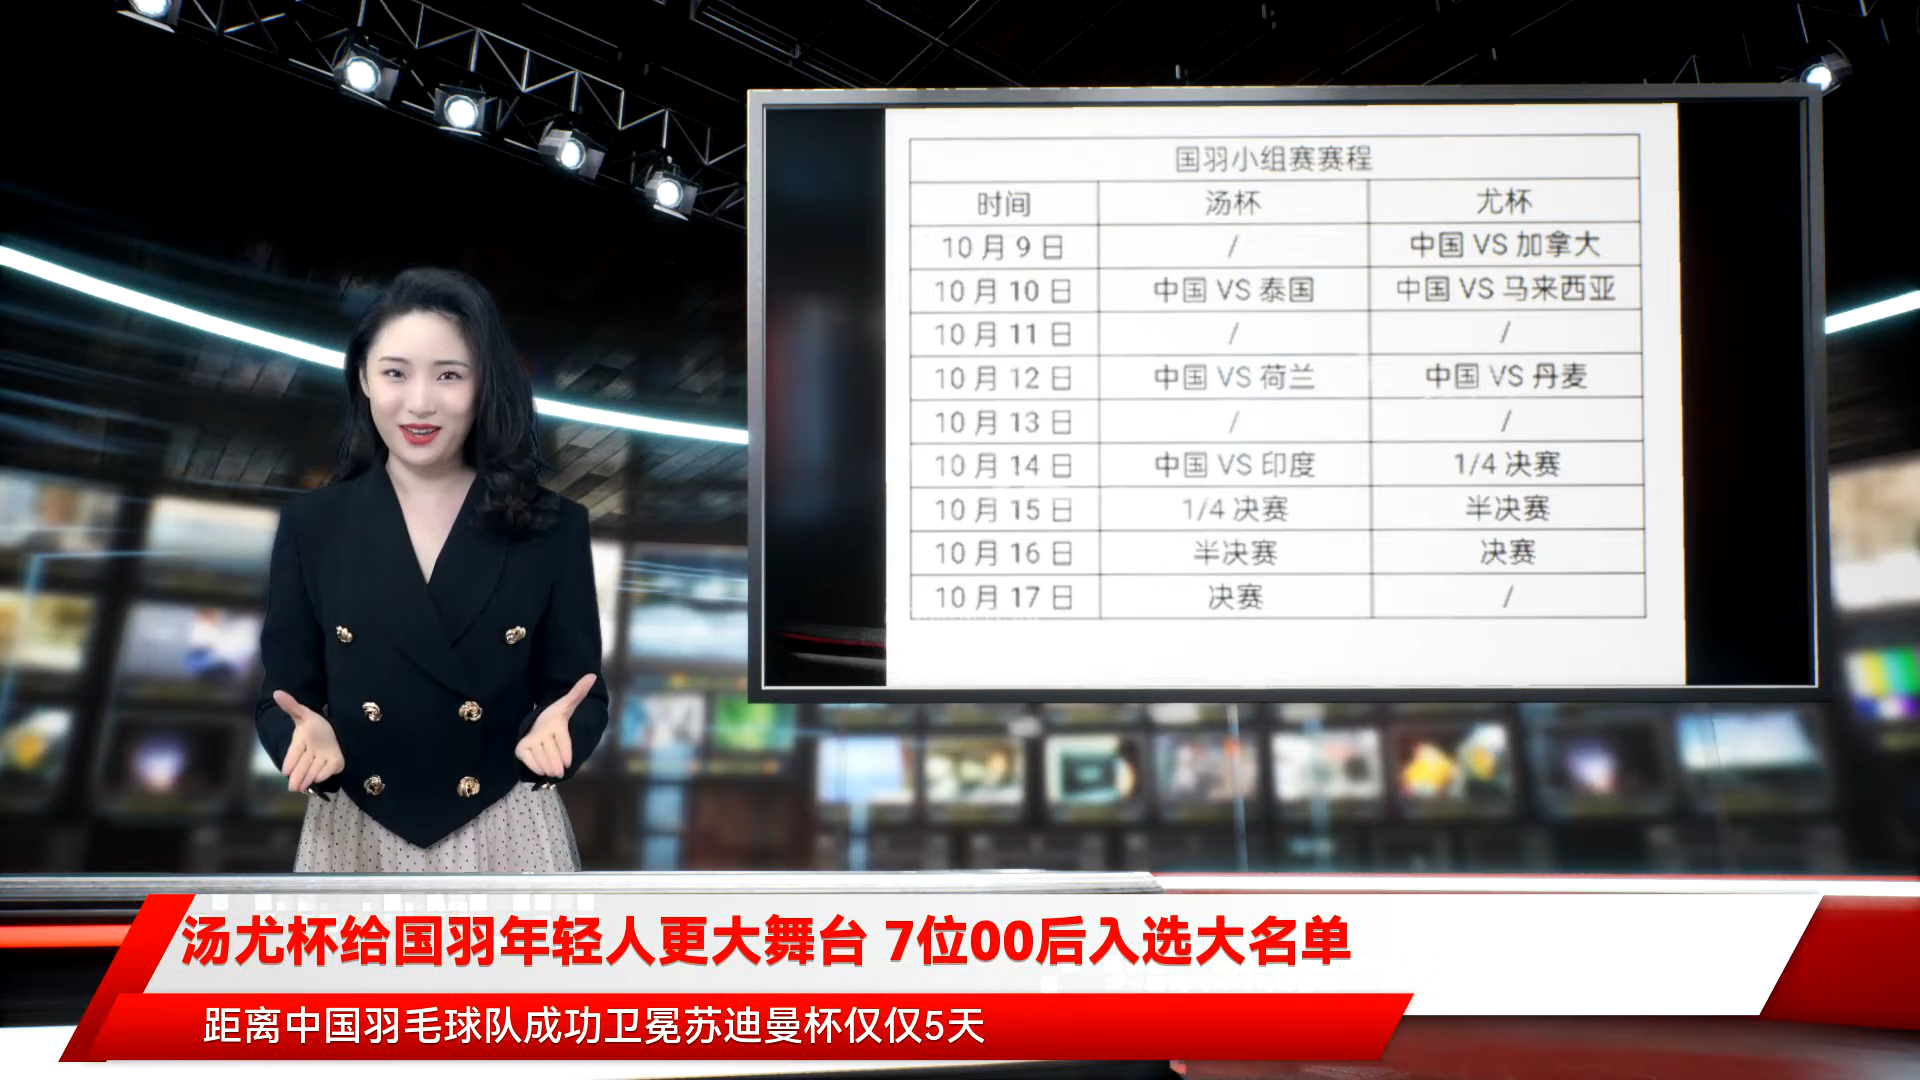 国羽小组赛赛程
时间 汤杯 尤杯
10月9日 / 中国 VS 加拿大
10月10日 中国 VS 泰国 中国 VS 马来西亚
10月11日 / /
10月12日 中国 VS 荷兰 中国 VS 丹麦
10月13日 / /
10月14日 中国 VS 印度 1/4 决赛
10月15日 1/4 决赛 半决赛
10月16日 半决赛 决赛
10月17日 决赛 /
汤尤杯给国羽年轻人更大舞台 7位00后入选大名单
距离中国羽毛球队成功卫冕苏迪曼杯仅仅5天